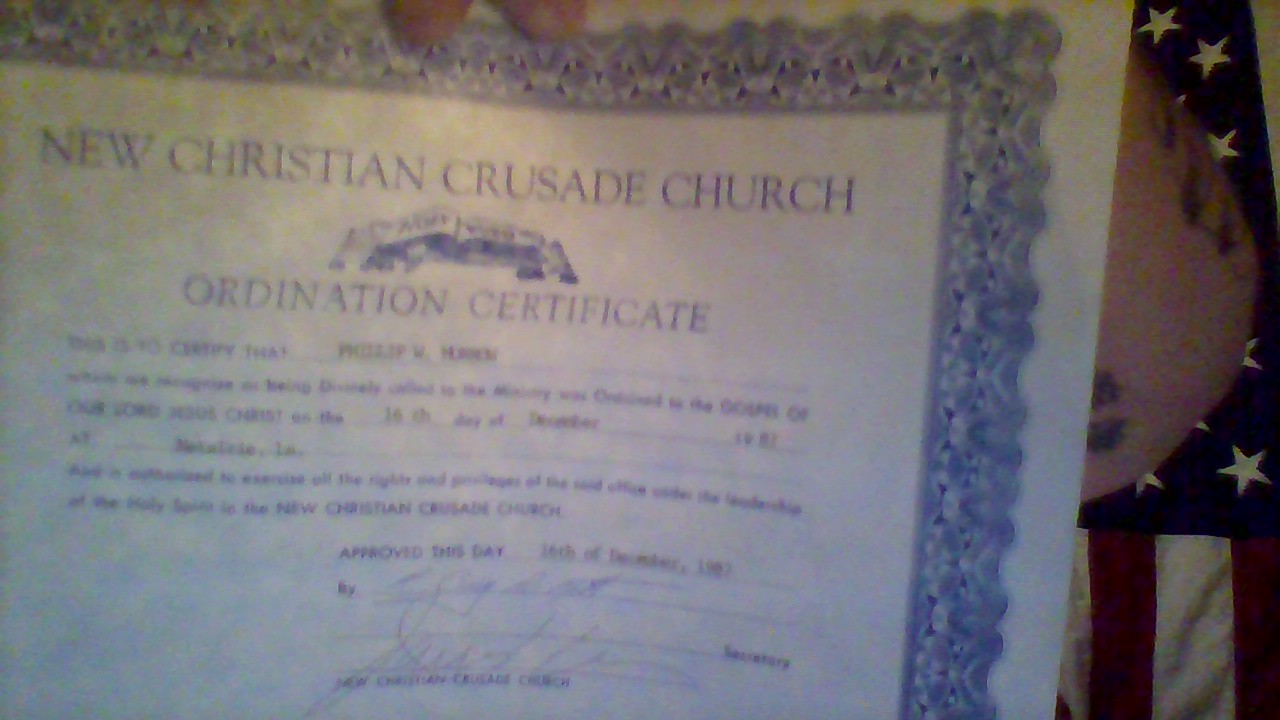 NEW CHRISTIAN CRUSADE CHURCH
ORDINATION CERTIFICATE
THIS IS TO CERTIFY THAT PHILLIP W.
whom we recognize as being Divinely called to the Ministry was Ordained to the GOSPEL OF
OUR LORD JESUS CHRIST on the 16 th day of December 19 82
AT Metairie, La.
And is authorized to exercise all the rights and privileges of the said office under the leadership
of the Holy Spirit in the NEW CHRISTIAN CRUSADE CHURCH.
APPROVED THIS DAY 16th of December, 1982
By
Secretary
NEW CHRISTIAN CRUSADE CHURCH